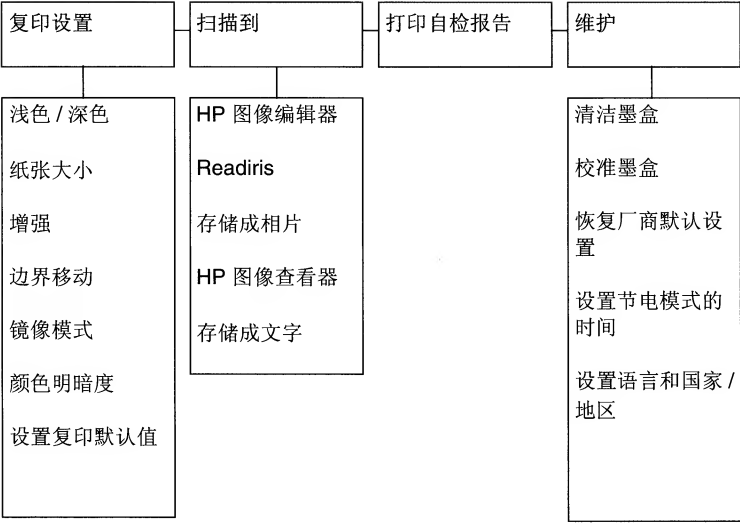 复印设置
扫描到
打印自检报告
维护
浅色 / 深色
纸张大小
增强
边界移动
镜像模式
颜色明暗度
设置复印默认值
HP 图像编辑器
Readiris
存储成相片
HP 图像查看器
存储成文字
清洁墨盒
校准墨盒
恢复厂商默认设
置
设置节电模式的
时间
设置语言和国家 /
地区